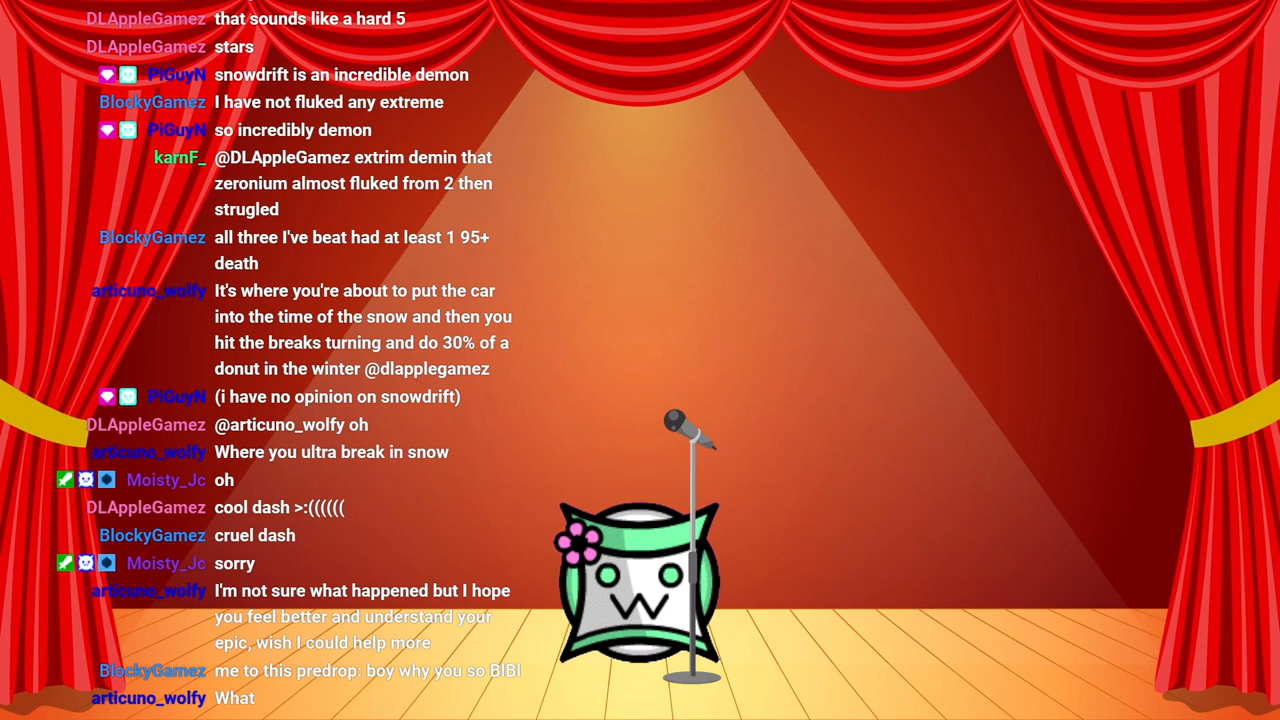 DLAppleGamez that sounds like a hard 5
DLAppleGamez stars
PiGuyN snowdrift is an incredible demon
BlockyGamez I have not fluked any extreme
PiGuyN so incredibly demon
karnF_ @DLAppleGamez extrim demin that
zeronium almost fluked from 2 then
strugled
BlockyGamez all three I've beat had at least 1 95+
death
articuno_wolfy It's where you're about to put the car
into the time of the snow and then you
hit the breaks turning and do 30% of a
donut in the winter @dlapplegamez
PiGuyN (i have no opinion on snowdrift)
DLAppleGamez @articuno_wolfy oh
articuno_wolfy Where you ultra break in snow
Moisty_Jc oh
DLAppleGamez cool dash >:((((((
BlockyGamez cruel dash
Moisty_Jc sorry
articuno_wolfy I'm not sure what happened but I hope
you feel better and understand your
epic, wish I could help more
BlockyGamez me to this predrop: boy why you so BIBI
articuno_wolfy What